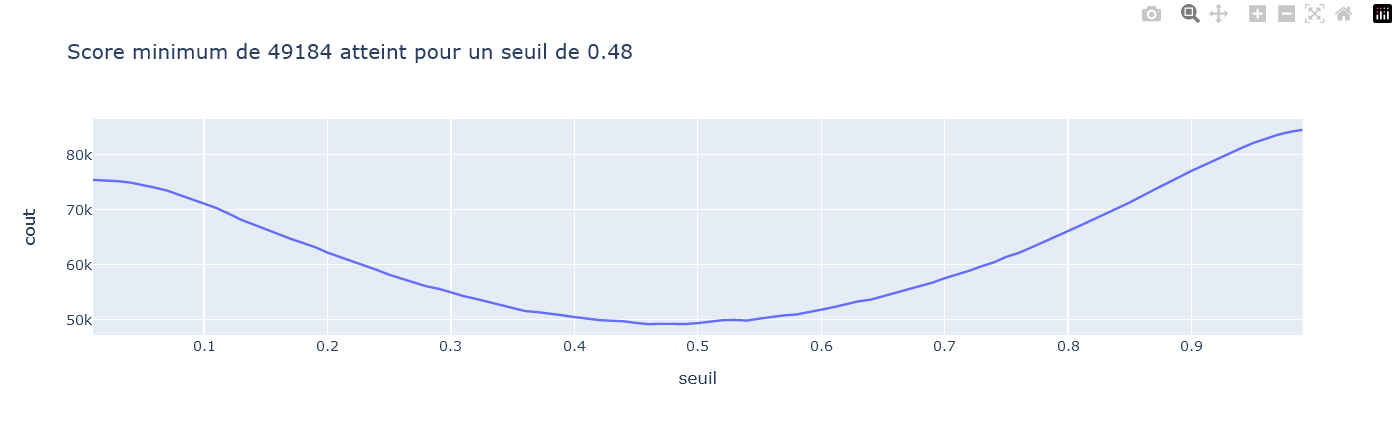 Score minimum de 49184 atteint pour un seuil de 0.48
80k
70k
60k
50k
cout
0.1 0.2 0.3 0.4 0.5 0.6 0.7 0.8 0.9
seuil